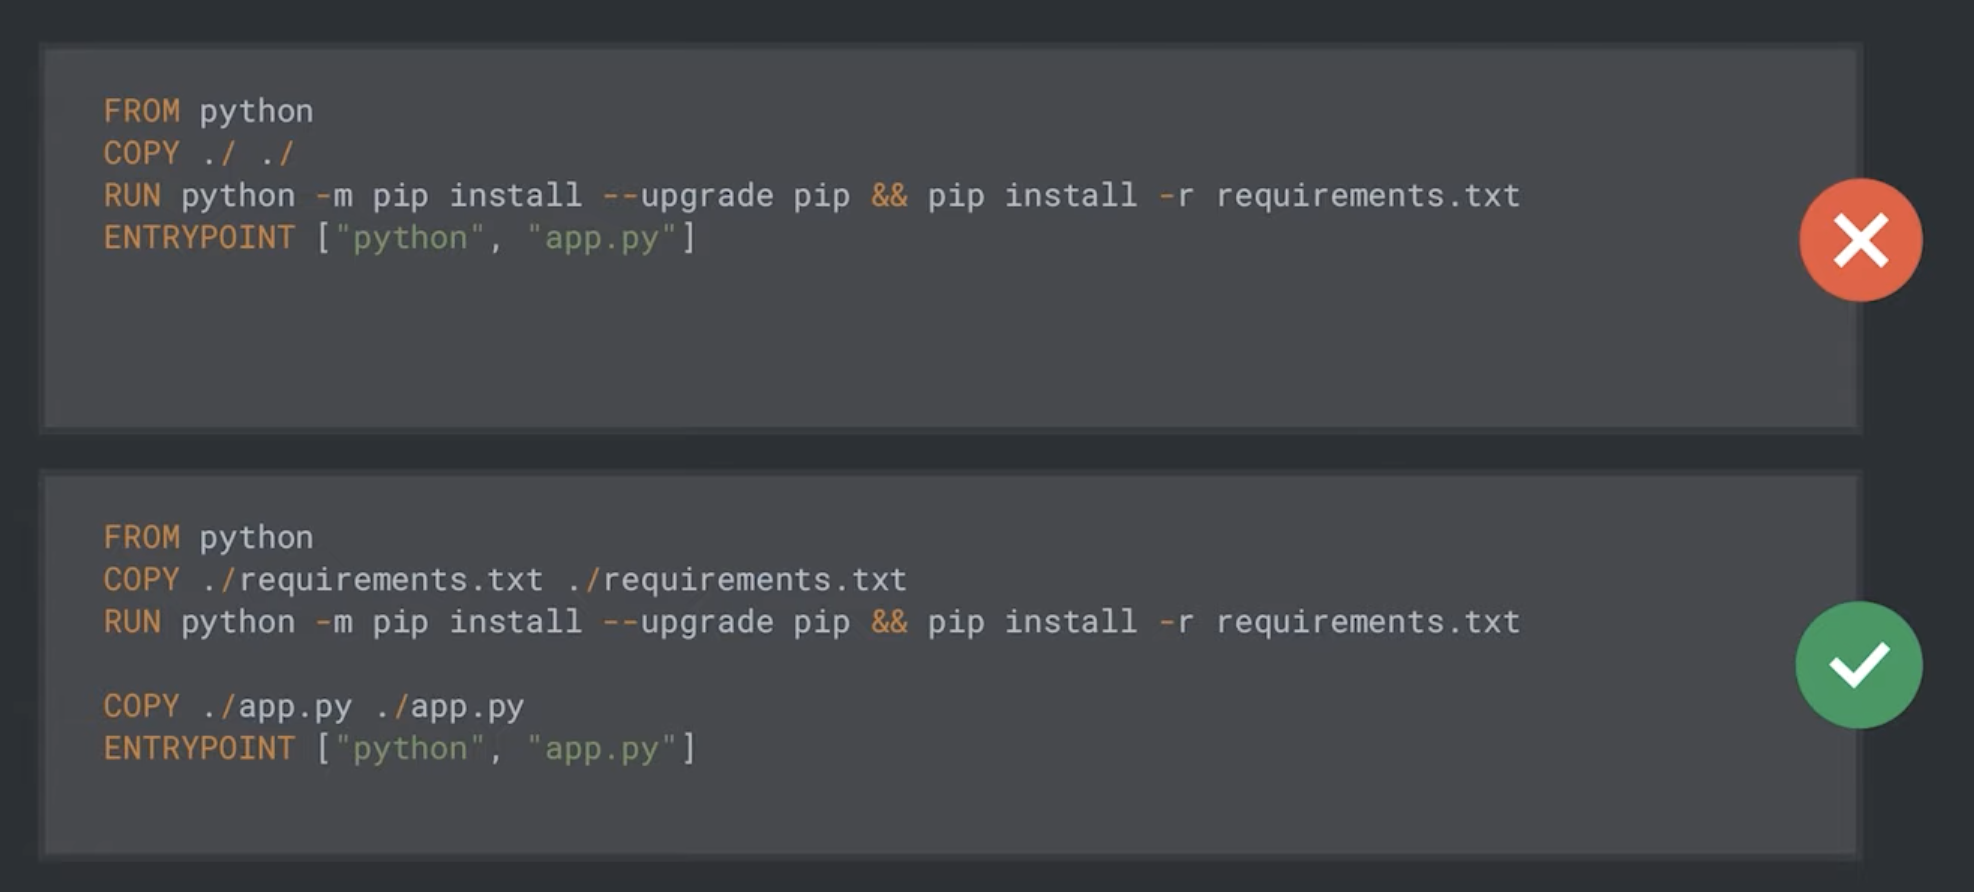 FROM python
COPY ./ ./
RUN python -m pip install --upgrade pip && pip install -r requirements.txt
ENTRYPOINT ["python", "app.py"]
FROM python
COPY ./requirements.txt ./requirements.txt
RUN python -m pip install --upgrade pip && pip install -r requirements.txt
COPY ./app.py ./app.py
ENTRYPOINT ["python", "app.py"]